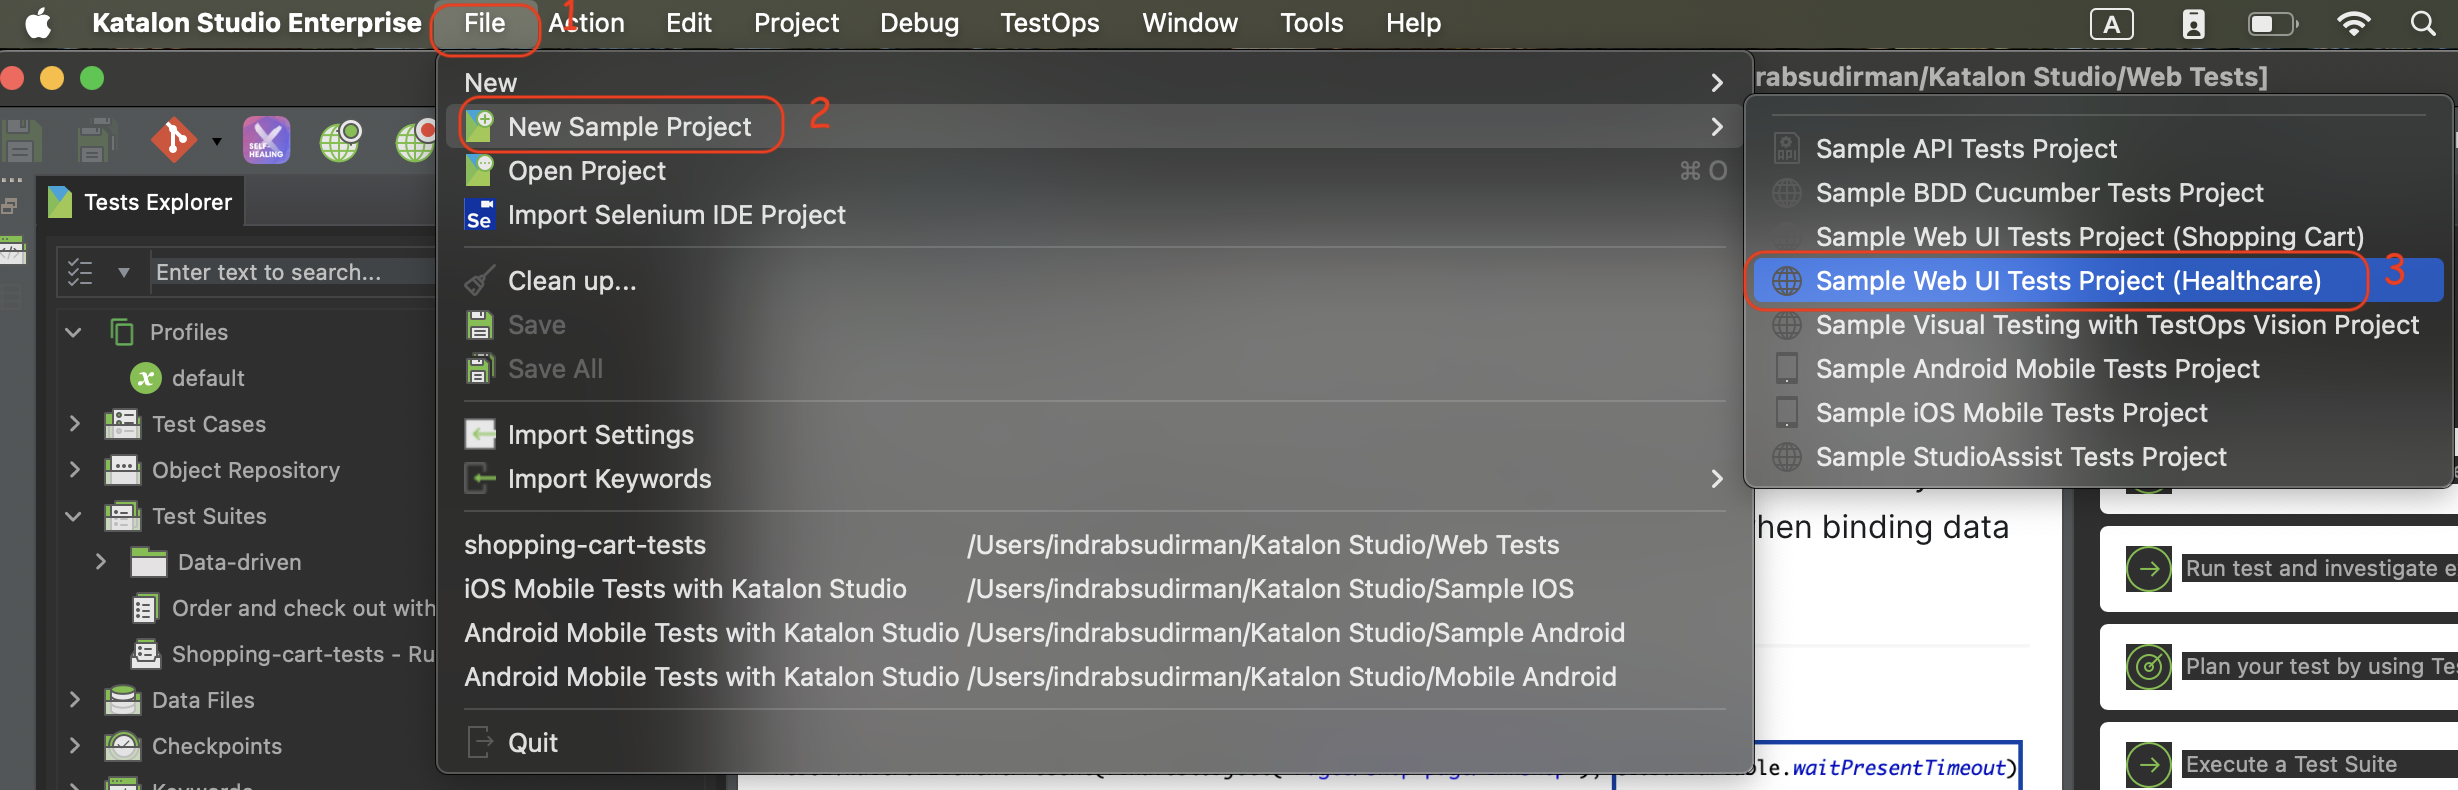 Katalon Studio Enterprise File 1 Action Edit Project Debug TestOps Window Tools Help A
rabsudirman/Katalon Studio/Web Tests]
SELF-HEALING
Tests Explorer
Enter text to search...
Profiles
default
Test Cases
Object Repository
Test Suites
Data-driven
Order and check out with
Shopping-cart-tests - Ru
Data Files
Checkpoints
Keywords
New
New Sample Project 2
Open Project ⌘ O
Se Import Selenium IDE Project
Clean up...
Save
Save All
Import Settings
Import Keywords
shopping-cart-tests /Users/indrabsudirman/Katalon Studio/Web Tests
iOS Mobile Tests with Katalon Studio /Users/indrabsudirman/Katalon Studio/Sample IOS
Android Mobile Tests with Katalon Studio /Users/indrabsudirman/Katalon Studio/Sample Android
Android Mobile Tests with Katalon Studio /Users/indrabsudirman/Katalon Studio/Mobile Android
Quit
API Sample API Tests Project
Sample BDD Cucumber Tests Project
Sample Web UI Tests Project (Shopping Cart)
Sample Web UI Tests Project (Healthcare) 3
Sample Visual Testing with TestOps Vision Project
Sample Android Mobile Tests Project
Sample iOS Mobile Tests Project
Sample StudioAssist Tests Project
hen binding data
le.waitPresentTimeout)
Run test and investigate e
Plan your test by using Te
Execute a Test Suite